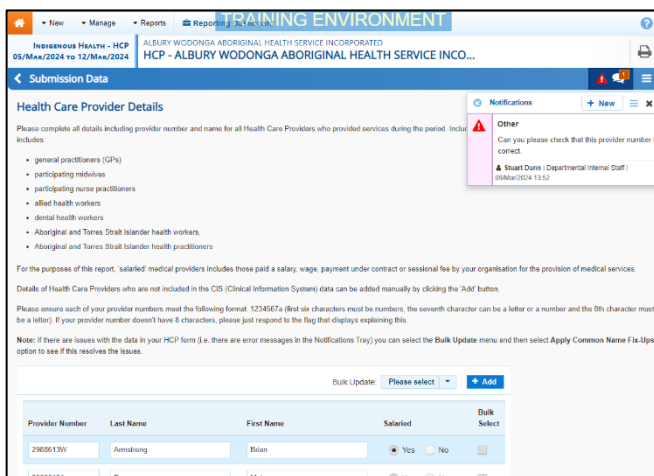 TRAINING ENVIRONMENT
New Manage Reports Reporting
INDIGENOUS HEALTH - HCP
05/MAR/2024 TO 12/MAR/2024
ALBURY WODONGA ABORIGINAL HEALTH SERVICE INCORPORATED
HCP - ALBURY WODONGA ABORIGINAL HEALTH SERVICE INCO...
Submission Data
1
Health Care Provider Details
Notifications + New
Other
Can you please check that this provider number
correct.
Stuart Dunn | Departmental Internal Staff |
06/Mar/2024 13:52
Please complete all details including provider number and name for all Health Care Providers who provided services during the period.
includes:
• general practitioners (GPs)
• participating midwives
• participating nurse practitioners
• allied health workers
• dental health workers
• Aboriginal and Torres Strait Islander health workers,
• Aboriginal and Torres Strait Islander health practitioners
For the purposes of this report, 'salaried' medical providers includes those paid a salary, wage, payment under contract or sessional fee by your organisation for the provision of medical services.
Details of Health Care Providers who are not included in the CIS (Clinical Information System) data can be added manually by clicking the 'Add' button.
Please ensure each of your provider numbers meet the following format: 1234567a (first six characters must be numbers, the seventh character can be a letter or a number and the 8th character must
be a letter). If your provider number doesn't have 8 characters, please just respond to the flag that displays explaining this.
Note: If there are issues with the data in your HCP form (i.e. there are error messages in the Notifications Tray) you can select the Bulk Update menu and then select Apply Common Name Fix-Ups
option to see if this resolves the issues.
Bulk Update: Please select + Add
Provider Number Last Name First Name Salaried Bulk Select
2988613W Armstrong Brian Yes No